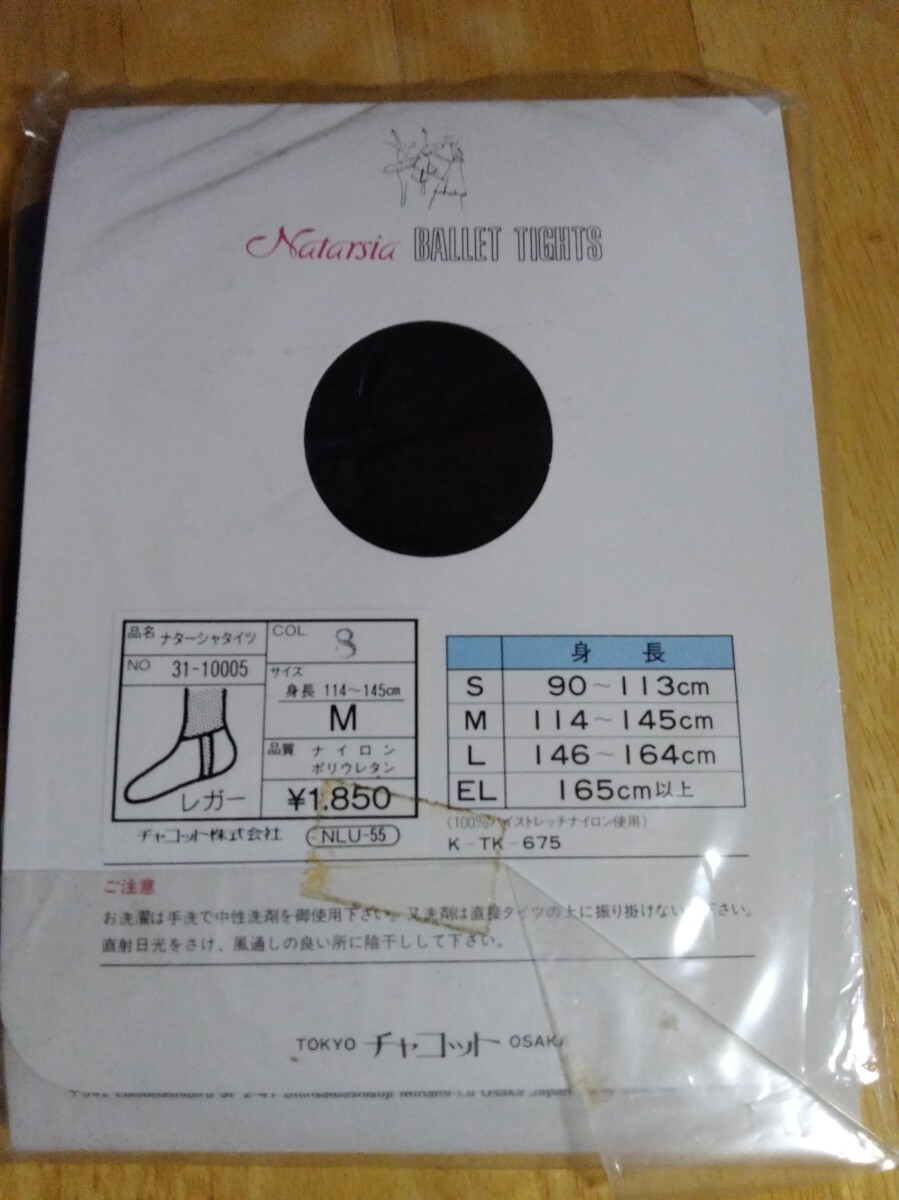 Natarsia BALLET TIGHTS
品名 ナターシャタイツ
NO 31-10005
レガー
COL. 8
サイズ
身長 114～145cm
M
品質 ナイロン
ポリウレタン
¥1.850
チャコット株式会社 NLU-55
身長
S 90～113cm
M 114～145cm
L 146～164cm
EL 165cm以上
(100%ハイストレッチナイロン使用)
K-TK-675
ご注意
お洗濯は手洗で中性洗剤を御使用下さい。又洗剤は直接タイツの上に振り掛けない 下さい。
直射日光をさけ、風通しの良い所に陰干しして下さい。
TOKYO チャコット OSAKA
Osaka Japan